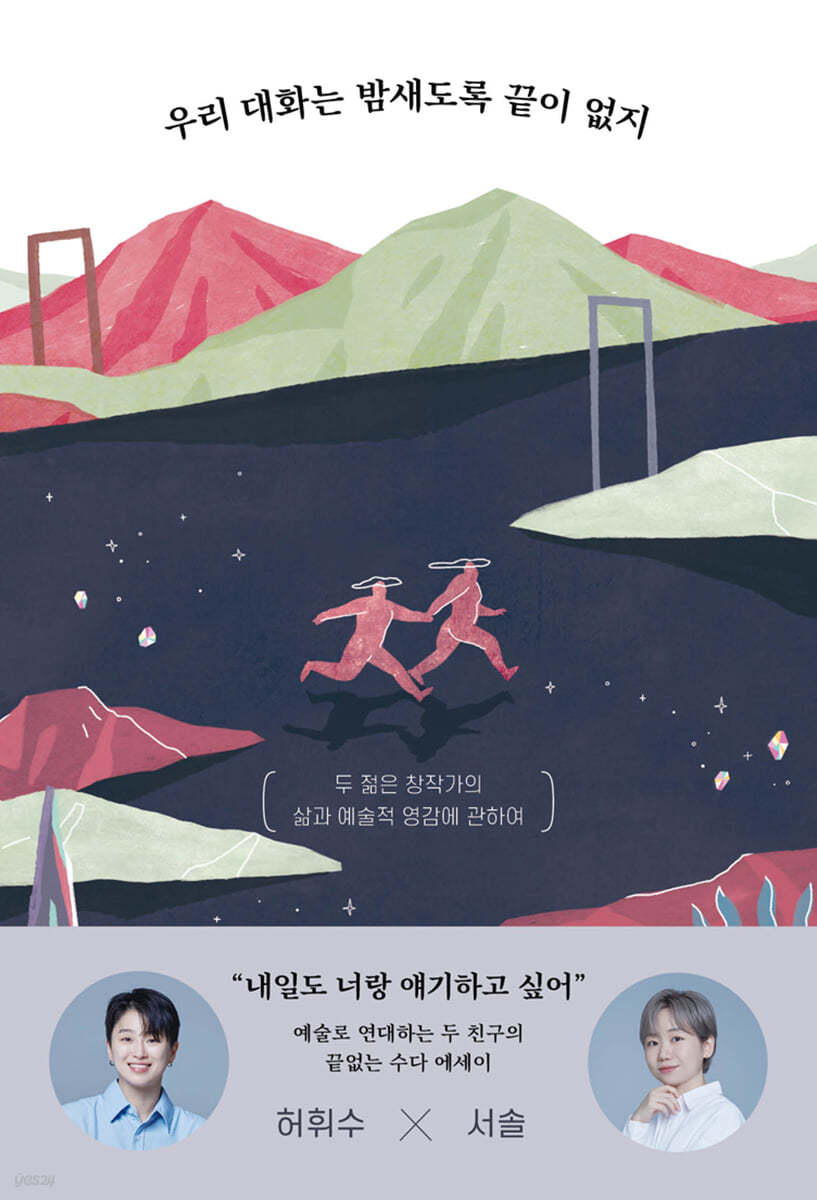 우리 대화는 밤새도록 끝이 없지
두 젊은 창작가의
삶과 예술적 영감에 관하여
“내일도 너랑 얘기하고 싶어”
예술로 연대하는 두 친구의
끝없는 수다 에세이
허휘수 × 서솔
yes24